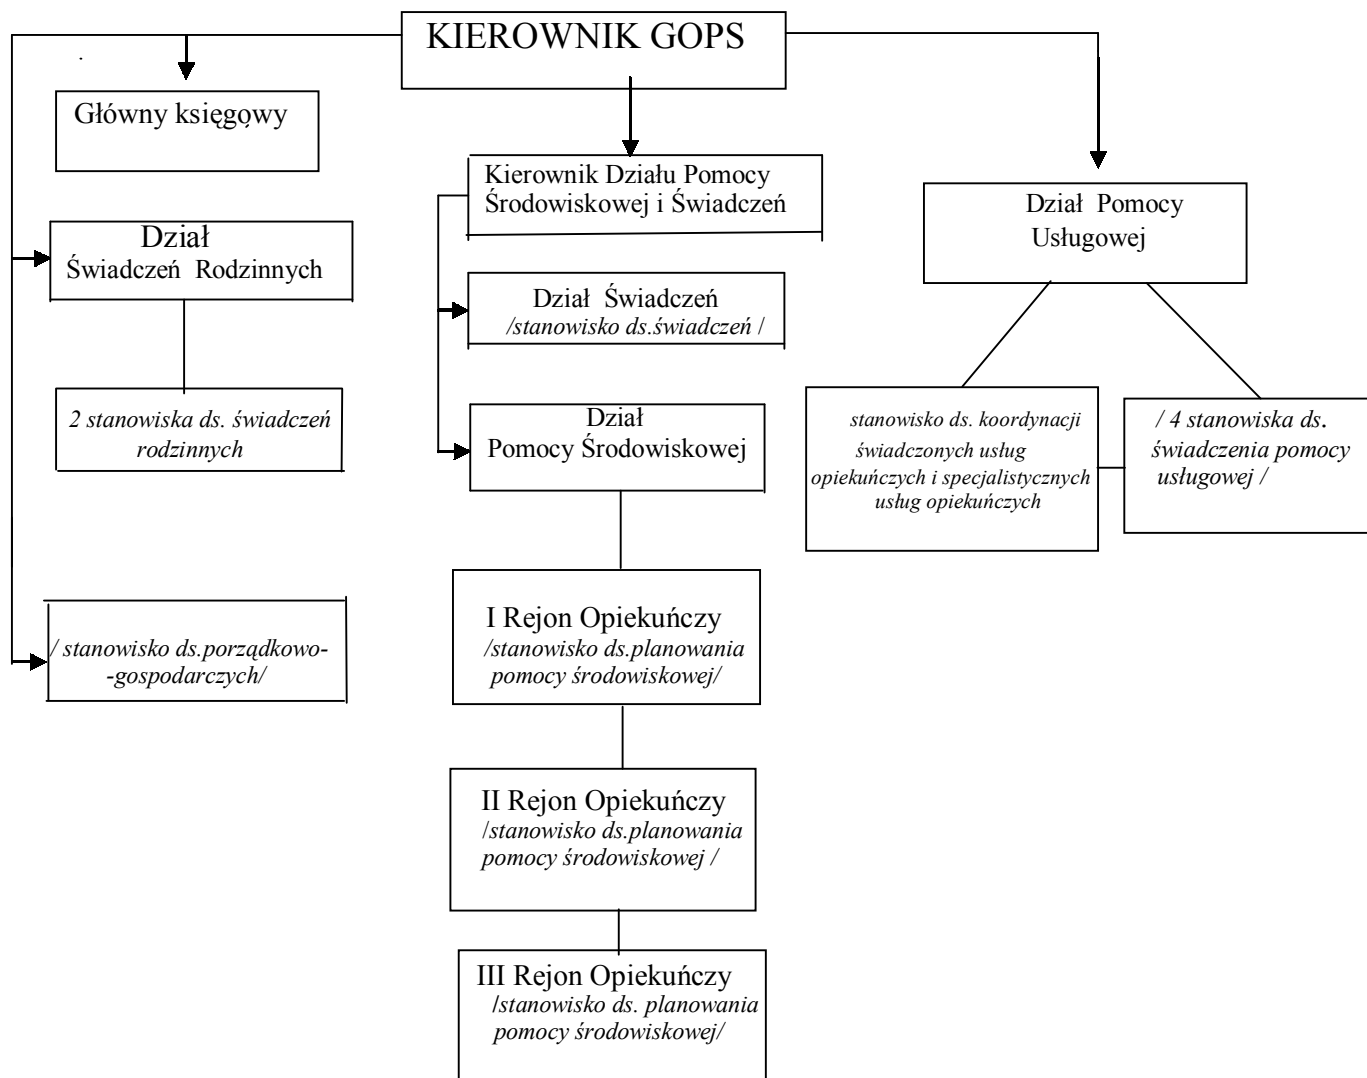 KIEROWNIK GOPS
Główny księgowy
Dział
Świadczeń Rodzinnych
2 stanowiska ds. świadczeń
rodzinnych
/ stanowisko ds.porządkowo-
-gospodarczych/
Kierownik Działu Pomocy
Środowiskowej i Świadczeń
Dział Świadczeń
/stanowisko ds.świadczeń /
Dział
Pomocy Środowiskowej
I Rejon Opiekuńczy
/stanowisko ds.planowania
pomocy środowiskowej/
II Rejon Opiekuńczy
/stanowisko ds.planowania
pomocy środowiskowej /
III Rejon Opiekuńczy
/stanowisko ds. planowania
pomocy środowiskowej/
Dział Pomocy
Usługowej
stanowisko ds. koordynacji
świadczonych usług
opiekuńczych i specjalistycznych
usług opiekuńczych
/ 4 stanowiska ds.
świadczenia pomocy
usługowej /